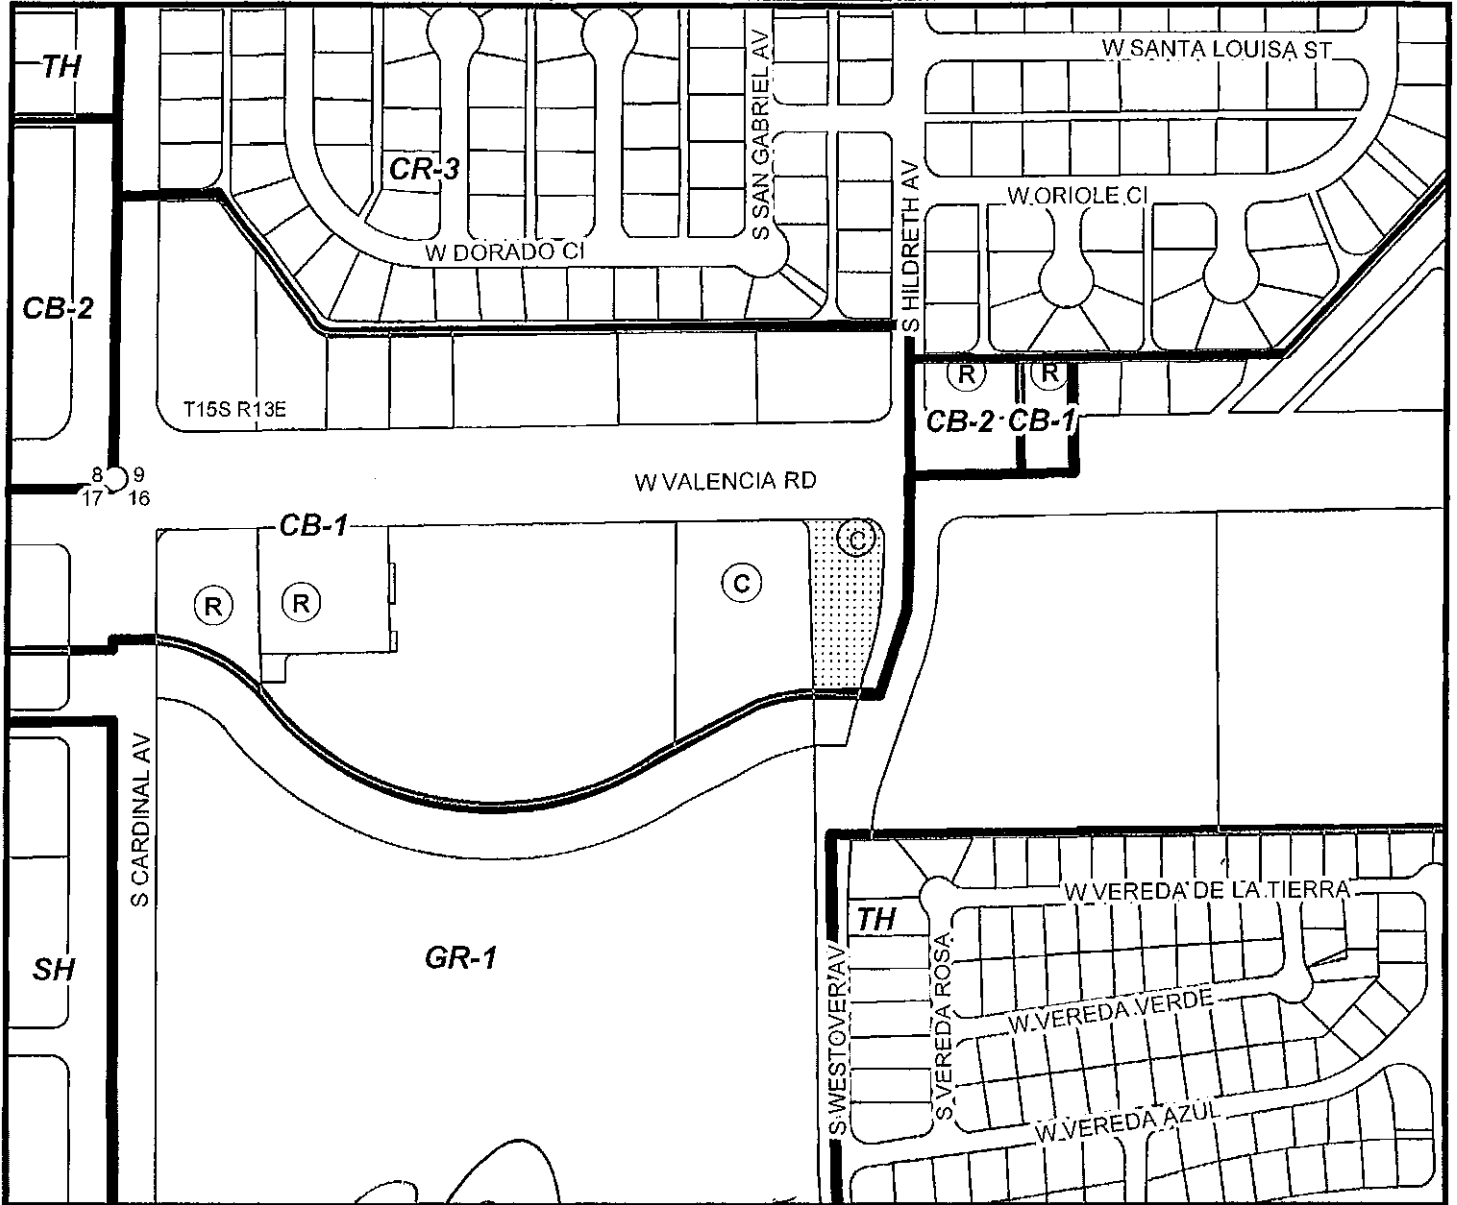 TH
W SANTA LOUISA ST
S SAN GABRIEL AV
CR-3
S HILDRETH AV
W ORIOLE CI
W DORADO CI
CB-2
R
R
T15S R13E
CB-2
CB-1
8
9
17
16
W VALENCIA RD
CB-1
C
C
R
R
S CARDINAL AV
W VEREDA DE LA TIERRA
TH
GR-1
SH
S WESTOVER AV
S VEREDA ROSA
W VEREDA VERDE
W VEREDA AZUL